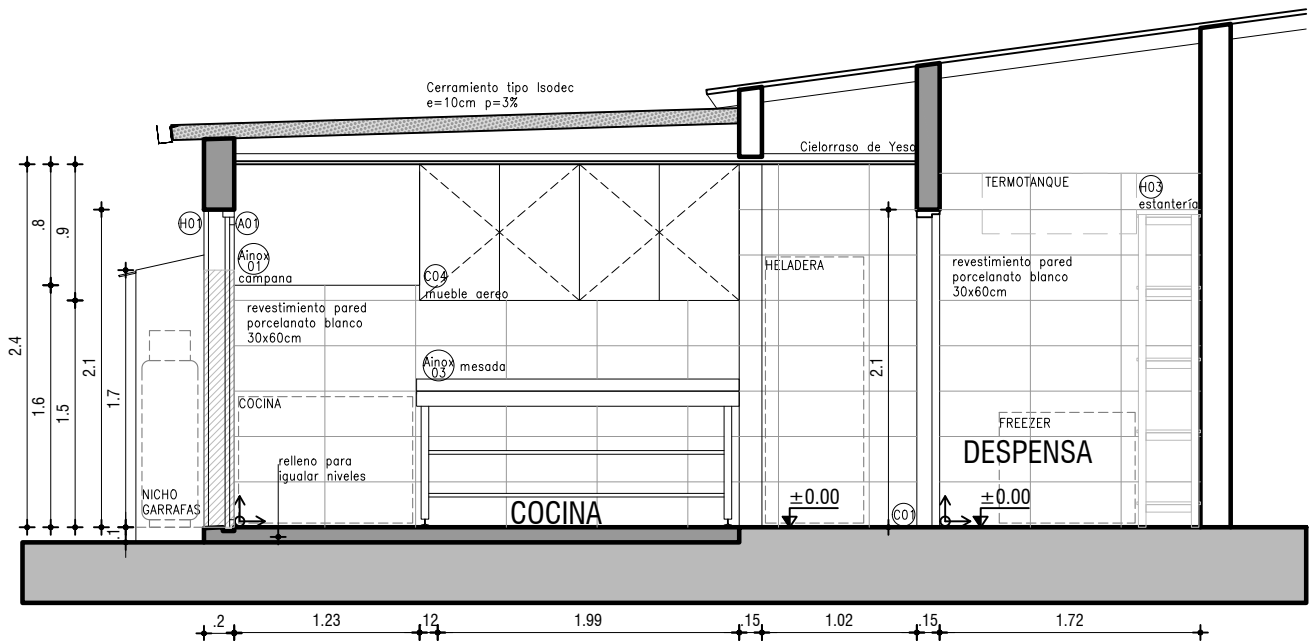 Cerramiento tipo Isodec
e=10cm p=3%
Cielorraso de Yeso
TERMOTANQUE
H03
estantería
H01
A01
Ainox
01
campana
C04
mueble aereo
HELADERA
revestimiento pared
porcelanato blanco
30x60cm
revestimiento pared
porcelanato blanco
30x60cm
Ainox
03
mesada
COCINA
FREEZER
DESPENSA
relleno para
igualar niveles
NICHO
GARRAFAS
COCINA
±0.00
±0.00
C01
2.4
.8
1.6
.9
1.5
2.1
1.7
.1
2.1
.2
1.23
.12
1.99
.15
1.02
.15
1.72